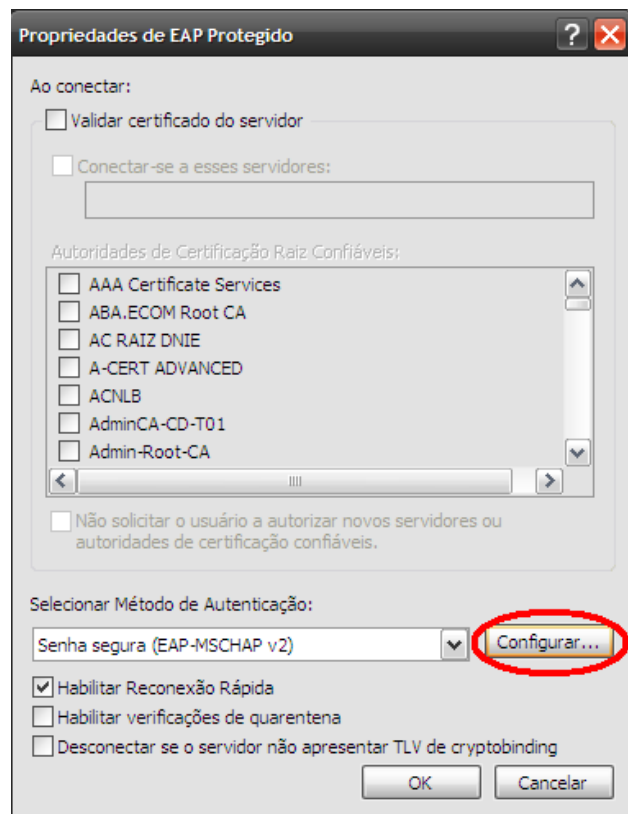 Propriedades de EAP Protegido
Ao conectar:
Validar certificado do servidor
Conectar-se a esses servidores:
Autoridades de Certificação Raiz Confiáveis:
AAA Certificate Services
ABA.ECOM Root CA
AC RAIZ DNIE
A-CERT ADVANCED
ACNLB
AdminCA-CD-T01
Admin-Root-CA
Não solicitar o usuário a autorizar novos servidores ou
autoridades de certificação confiáveis.
Selecionar Método de Autenticação:
Senha segura (EAP-MSCHAP v2) Configurar...
Habilitar Reconexão Rápida
Habilitar verificações de quarentena
Desconectar se o servidor não apresentar TLV de cryptobinding
OK Cancelar